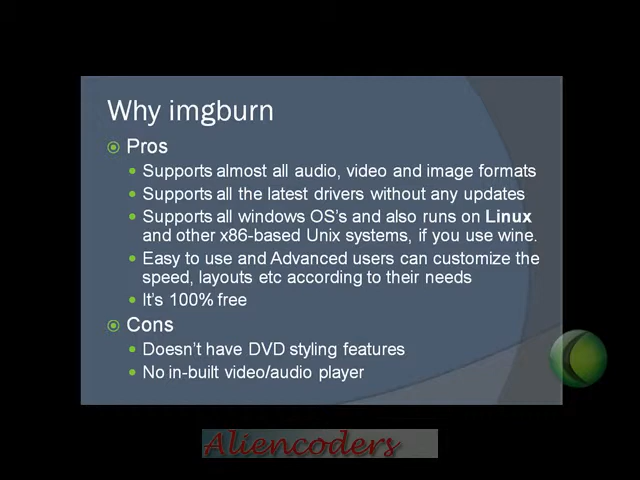 Why imgburn
Pros
Supports almost all audio, video and image formats
Supports all the latest drivers without any updates
Supports all windows OS's and also runs on Linux
and other x86-based Unix systems, if you use wine.
Easy to use and Advanced users can customize the
speed, layouts etc according to their needs
It's 100% free
Cons
Doesn't have DVD styling features
No in-built video/audio player
Aliencoders